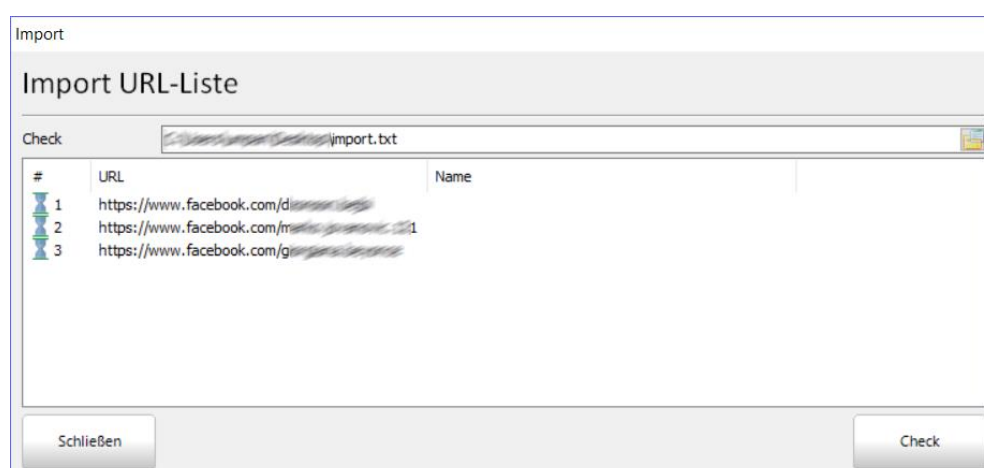 Import
Import URL-Liste
Check import.txt
# URL Name
1 https://www.facebook.com/d
2 https://www.facebook.com/m 1
3 https://www.facebook.com/g
Schließen Check